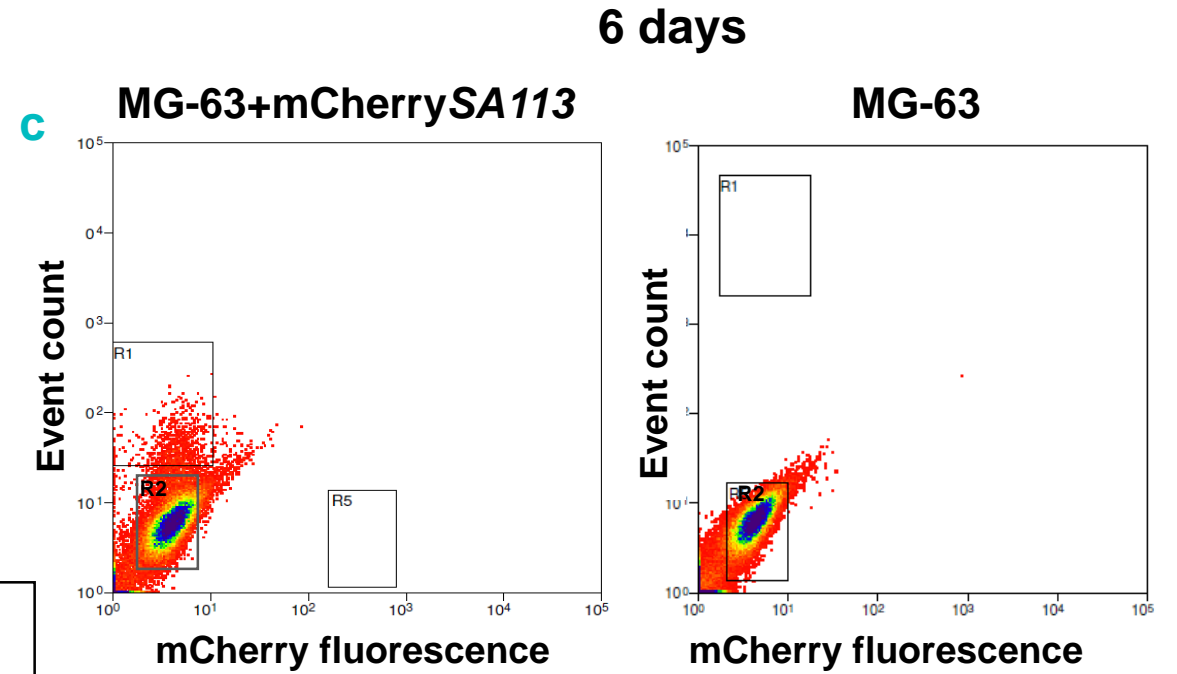 6 days
MG-63+mCherrySA113
MG-63
c
Event count
10⁵
0⁴
0³
0²
10¹
10⁰
R1
R2
R5
10⁰ 10¹ 10² 10³ 10⁴ 10⁵
mCherry fluorescence
Event count
10⁵
10⁰
R1
R2
10⁰ 10¹ 10² 10³ 10⁴ 10⁵
mCherry fluorescence